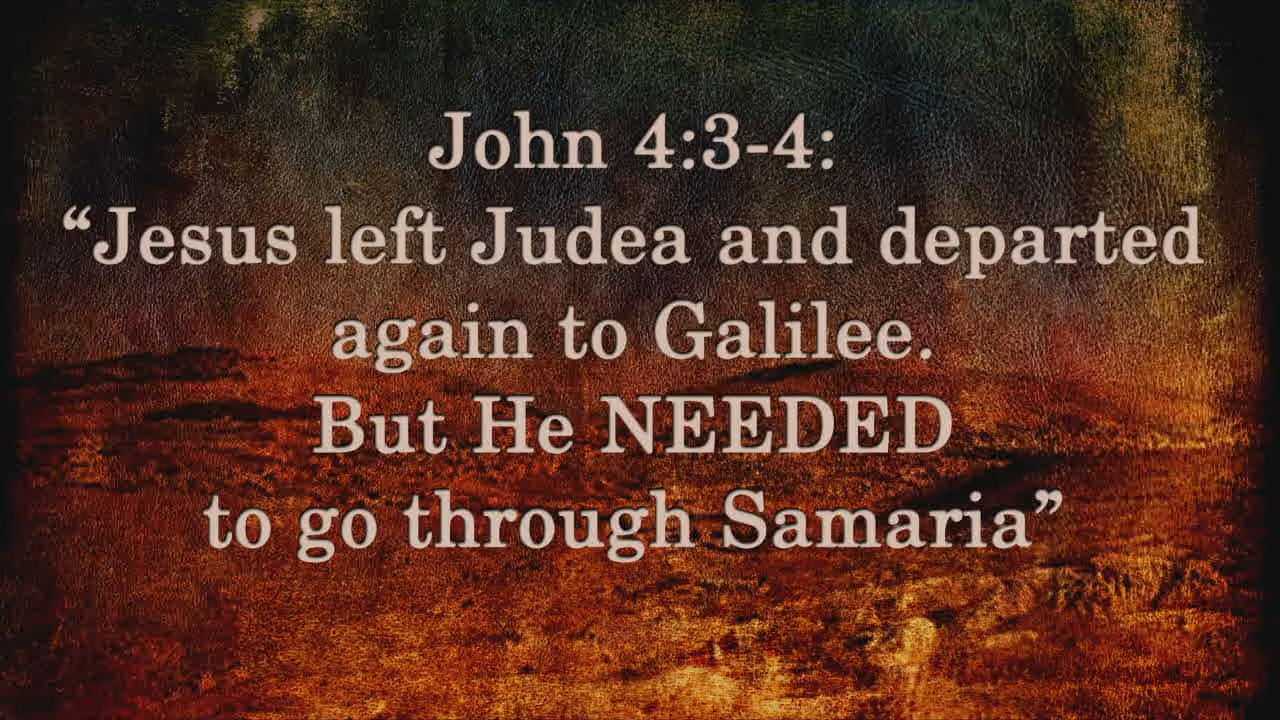 John 4:3-4:
“Jesus left Judea and departed
again to Galilee.
But He NEEDED
to go through Samaria”